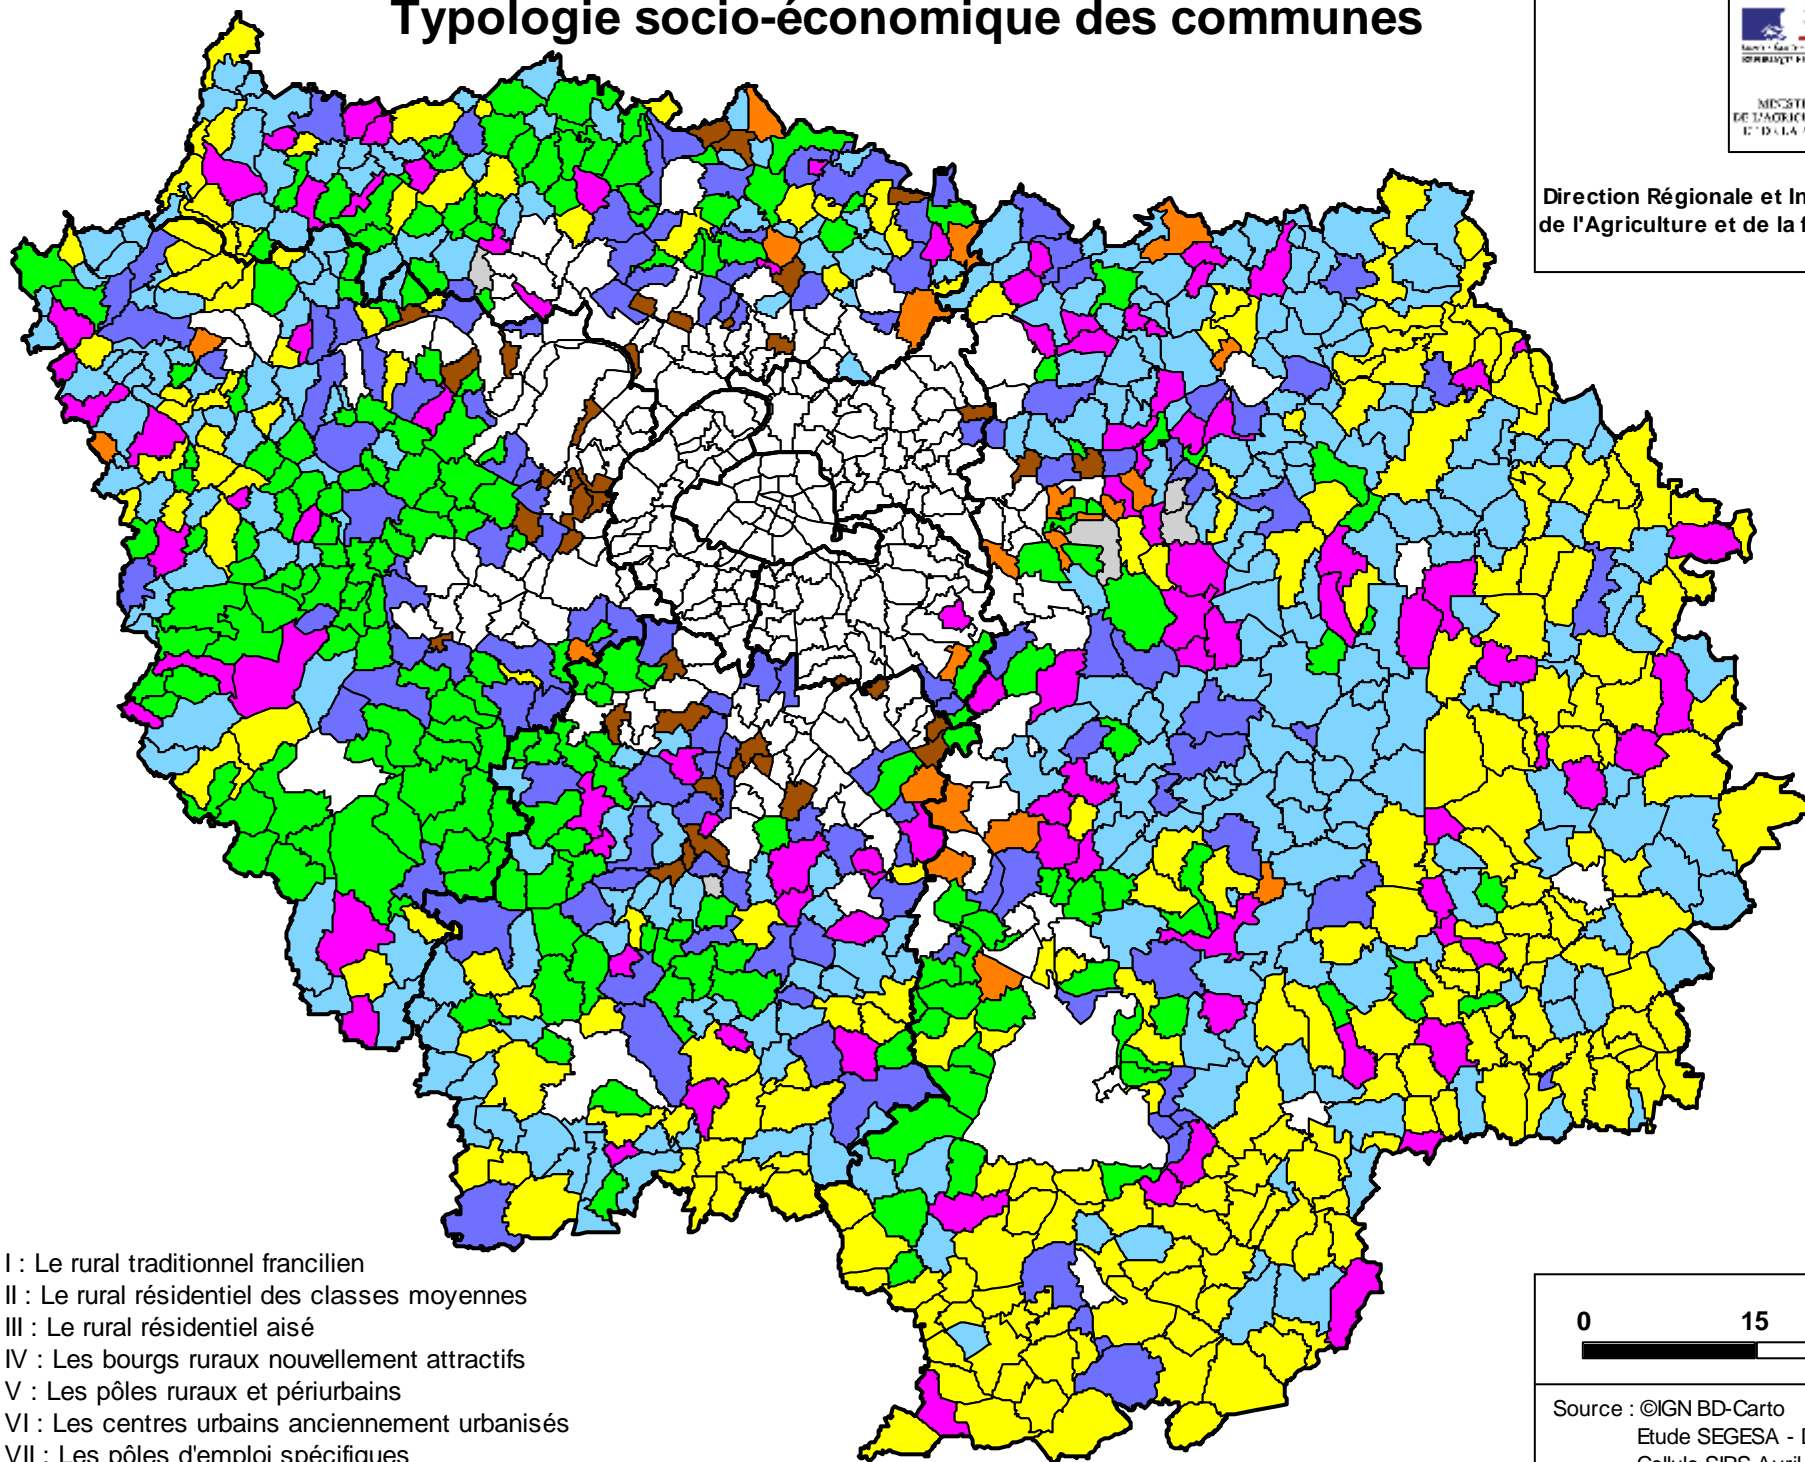 Typologie socio-économique des communes
Direction Régionale et In
de l'Agriculture et de la f
I : Le rural traditionnel francilien
II : Le rural résidentiel des classes moyennes
III : Le rural résidentiel aisé
IV : Les bourgs ruraux nouvellement attractifs
V : Les pôles ruraux et périurbains
VI : Les centres urbains anciennement urbanisés
VII : Les pôles d'emploi spécifiques
0 15
Source : ©IGN BD-Carto
Etude SEGESA - D
Cellule SIRS Avril